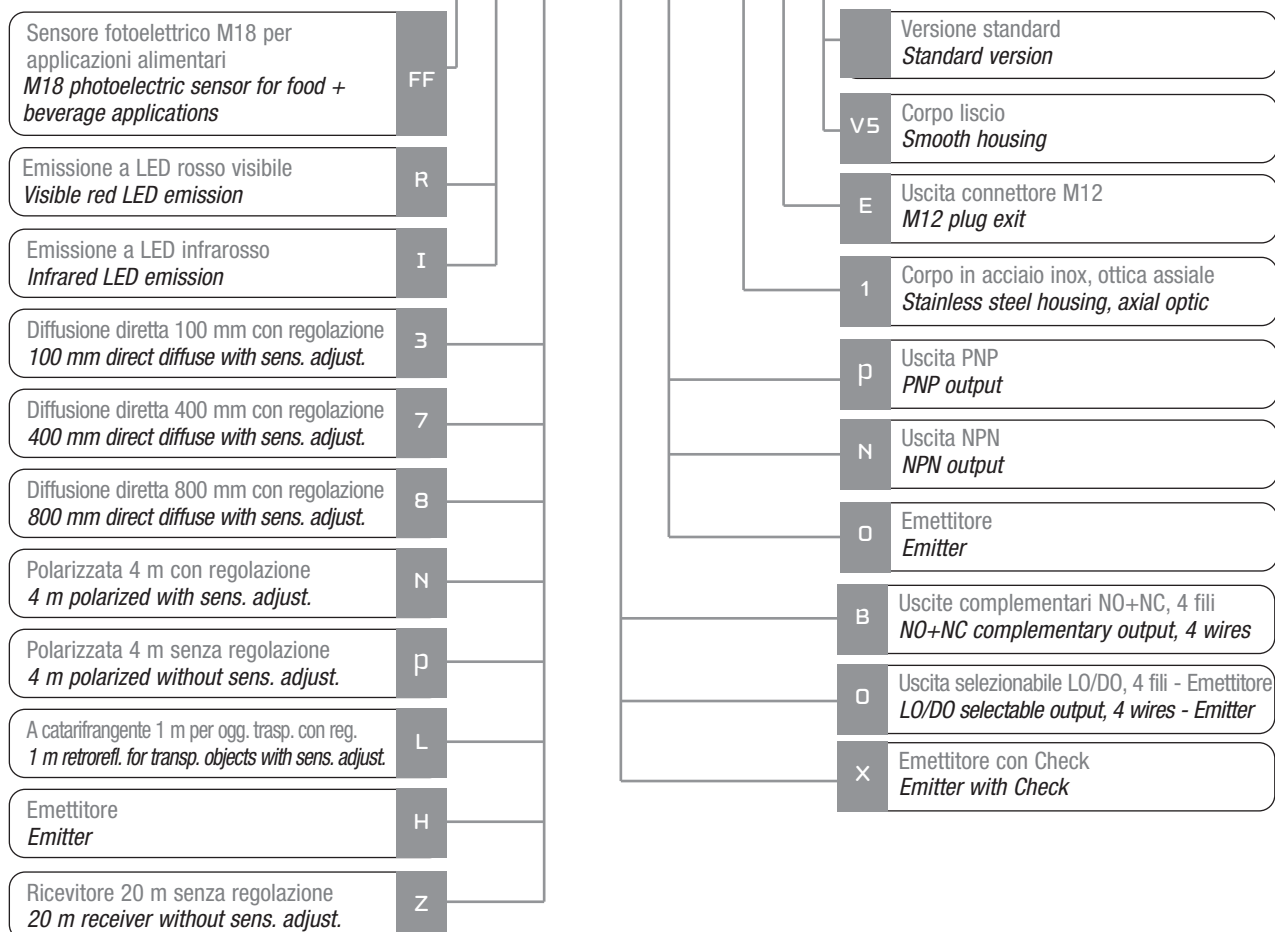 Sensore fotoelettrico M18 per
applicazioni alimentari
M18 photoelectric sensor for food +
beverage applications
FF
Emissione a LED rosso visibile
Visible red LED emission
R
Emissione a LED infrarosso
Infrared LED emission
I
Diffusione diretta 100 mm con regolazione
100 mm direct diffuse with sens. adjust.
3
Diffusione diretta 400 mm con regolazione
400 mm direct diffuse with sens. adjust.
7
Diffusione diretta 800 mm con regolazione
800 mm direct diffuse with sens. adjust.
8
Polarizzata 4 m con regolazione
4 m polarized with sens. adjust.
N
Polarizzata 4 m senza regolazione
4 m polarized without sens. adjust.
P
A catarifrangente 1 m per ogg. trasp. con reg.
1 m retrorefl. for transp. objects with sens. adjust.
L
Emettitore
Emitter
H
Ricevitore 20 m senza regolazione
20 m receiver without sens. adjust.
Z
Versione standard
Standard version
V5
Corpo liscio
Smooth housing
E
Uscita connettore M12
M12 plug exit
1
Corpo in acciaio inox, ottica assiale
Stainless steel housing, axial optic
P
Uscita PNP
PNP output
N
Uscita NPN
NPN output
0
Emettitore
Emitter
B
Uscite complementari NO+NC, 4 fili
NO+NC complementary output, 4 wires
0
Uscita selezionabile LO/DO, 4 fili - Emettitore
LO/DO selectable output, 4 wires - Emitter
X
Emettitore con Check
Emitter with Check